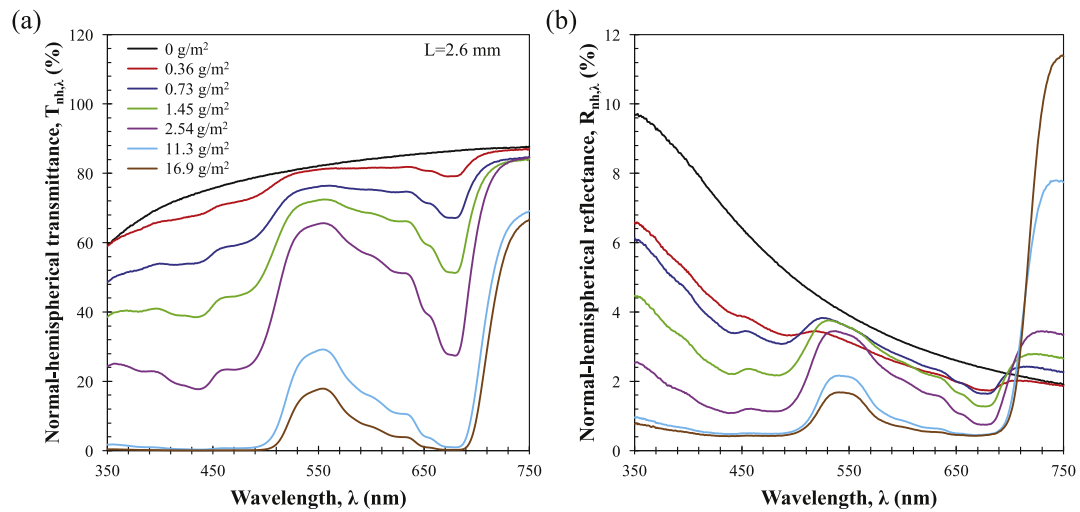 (a)
Normal-hemispherical transmittance, Tnh,λ (%)
120
100
80
60
40
20
0
0 g/m²
0.36 g/m²
0.73 g/m²
1.45 g/m²
2.54 g/m²
11.3 g/m²
16.9 g/m²
L=2.6 mm
350
450
550
650
750
Wavelength, λ (nm)
(b)
Normal-hemispherical reflectance, Rnh,λ (%)
12
10
8
6
4
2
0
350
450
550
650
750
Wavelength, λ (nm)